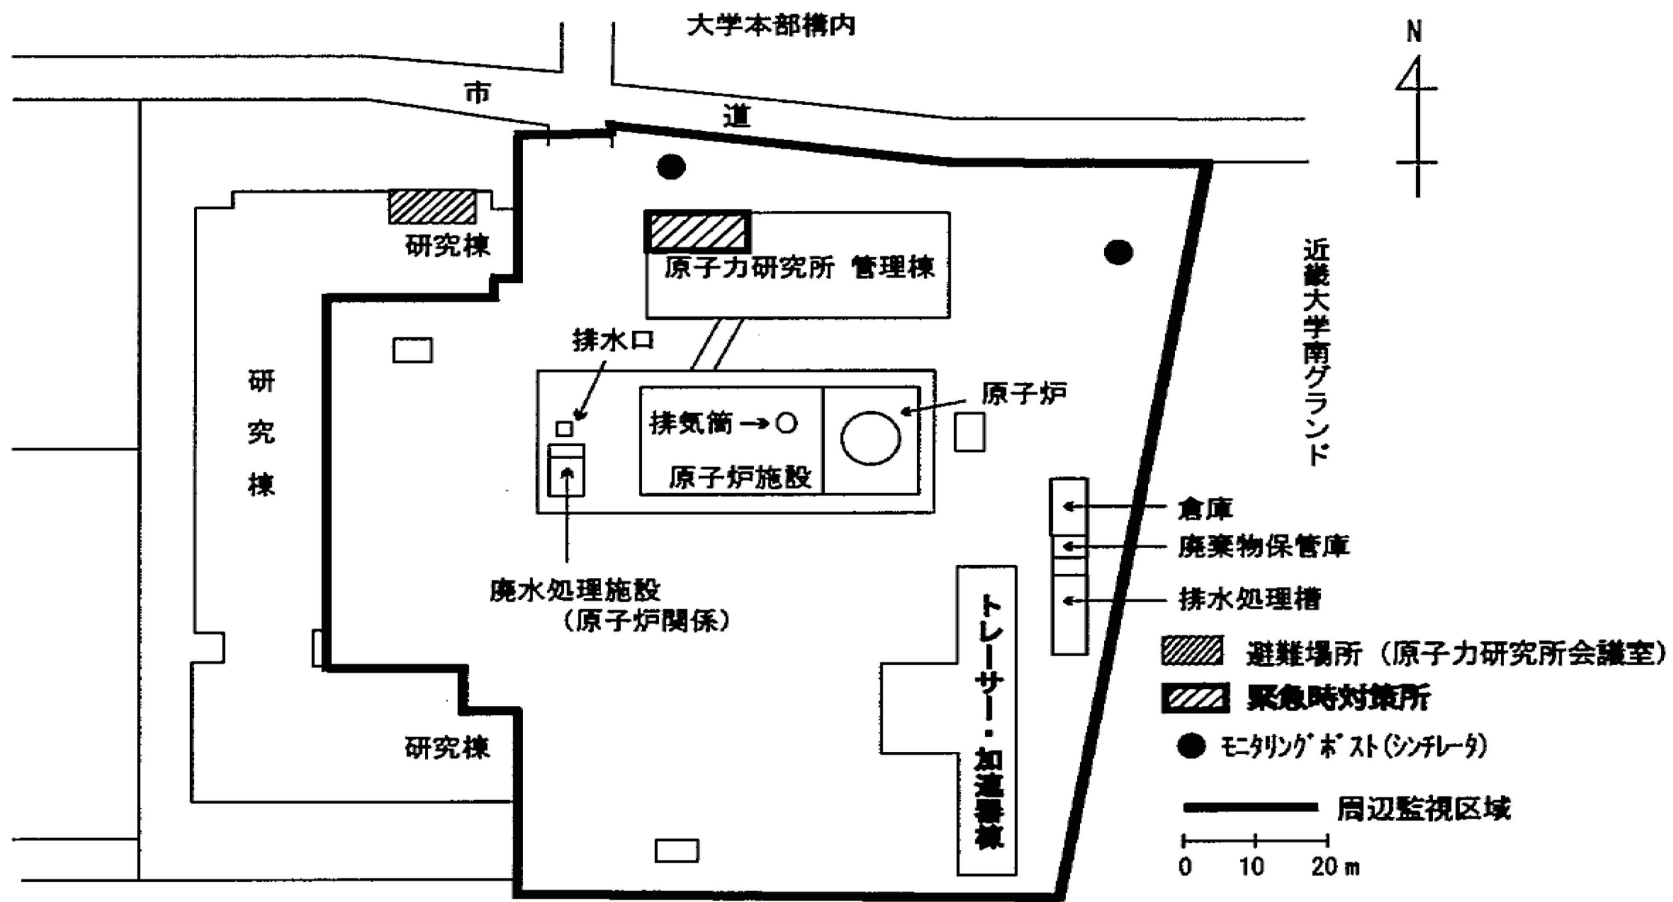 大学本部構内
N
市
道
研究棟
原子力研究所 管理棟
近畿大学南グランド
排水口
研究棟
原子炉
排気筒
原子炉施設
倉庫
廃棄物保管庫
排水処理槽
廃水処理施設
(原子炉関係)
トレーサー・加速器棟
避難場所 (原子力研究所会議室)
緊急時対策所
研究棟
モニタリングポスト(シンチレータ)
周辺監視区域
0 10 20 m